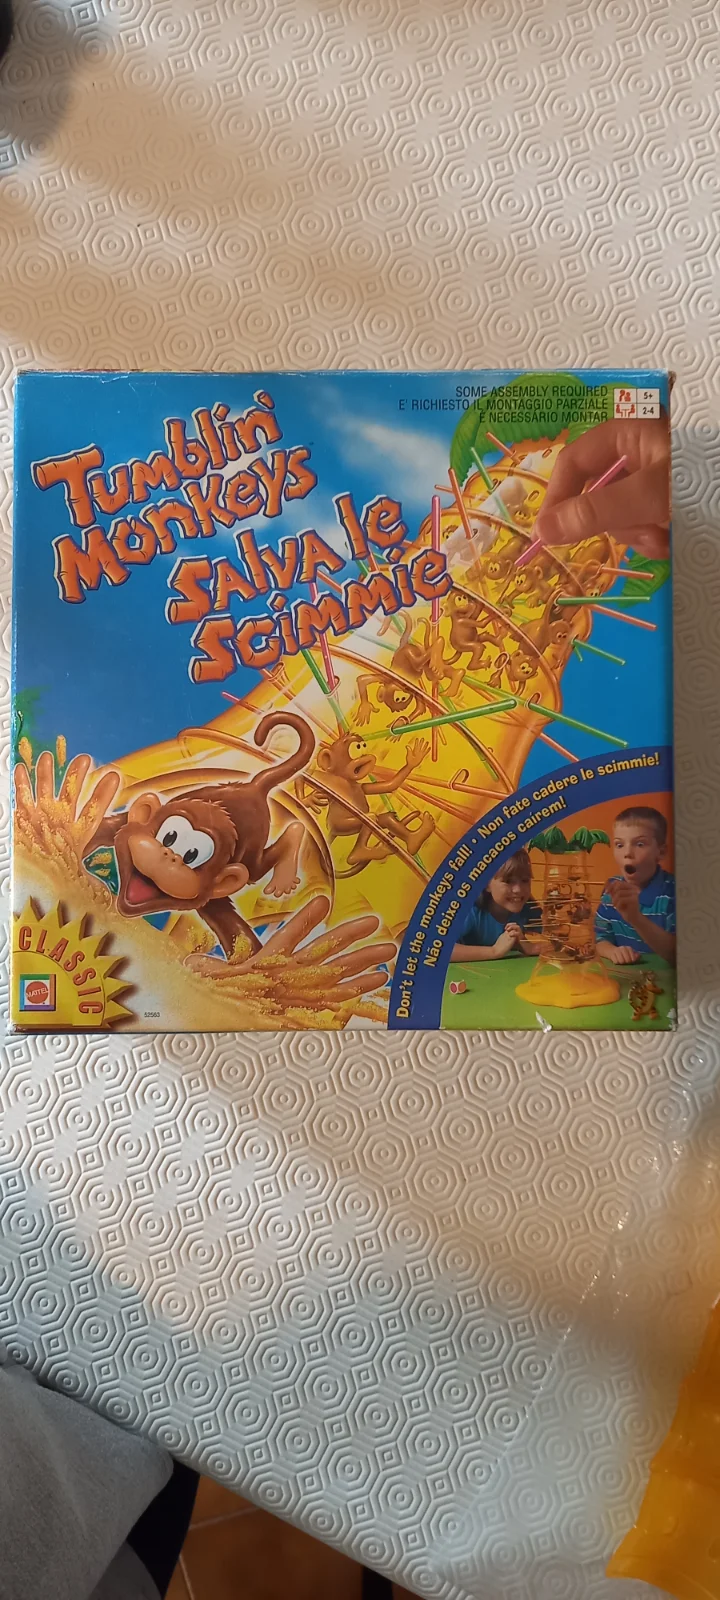 SOME ASSEMBLY REQUIRED
E' RICHIESTO IL MONTAGGIO PARZIALE
É NECESSÁRIO MONTAR
5+
2-4
Tumblin'
Monkeys
SALVA le
Scimmie
Don't let the monkeys fall! • Non fate cadere le scimmie!
Não deixe os macacos caírem!
CLASSIC
MATTEL
52563